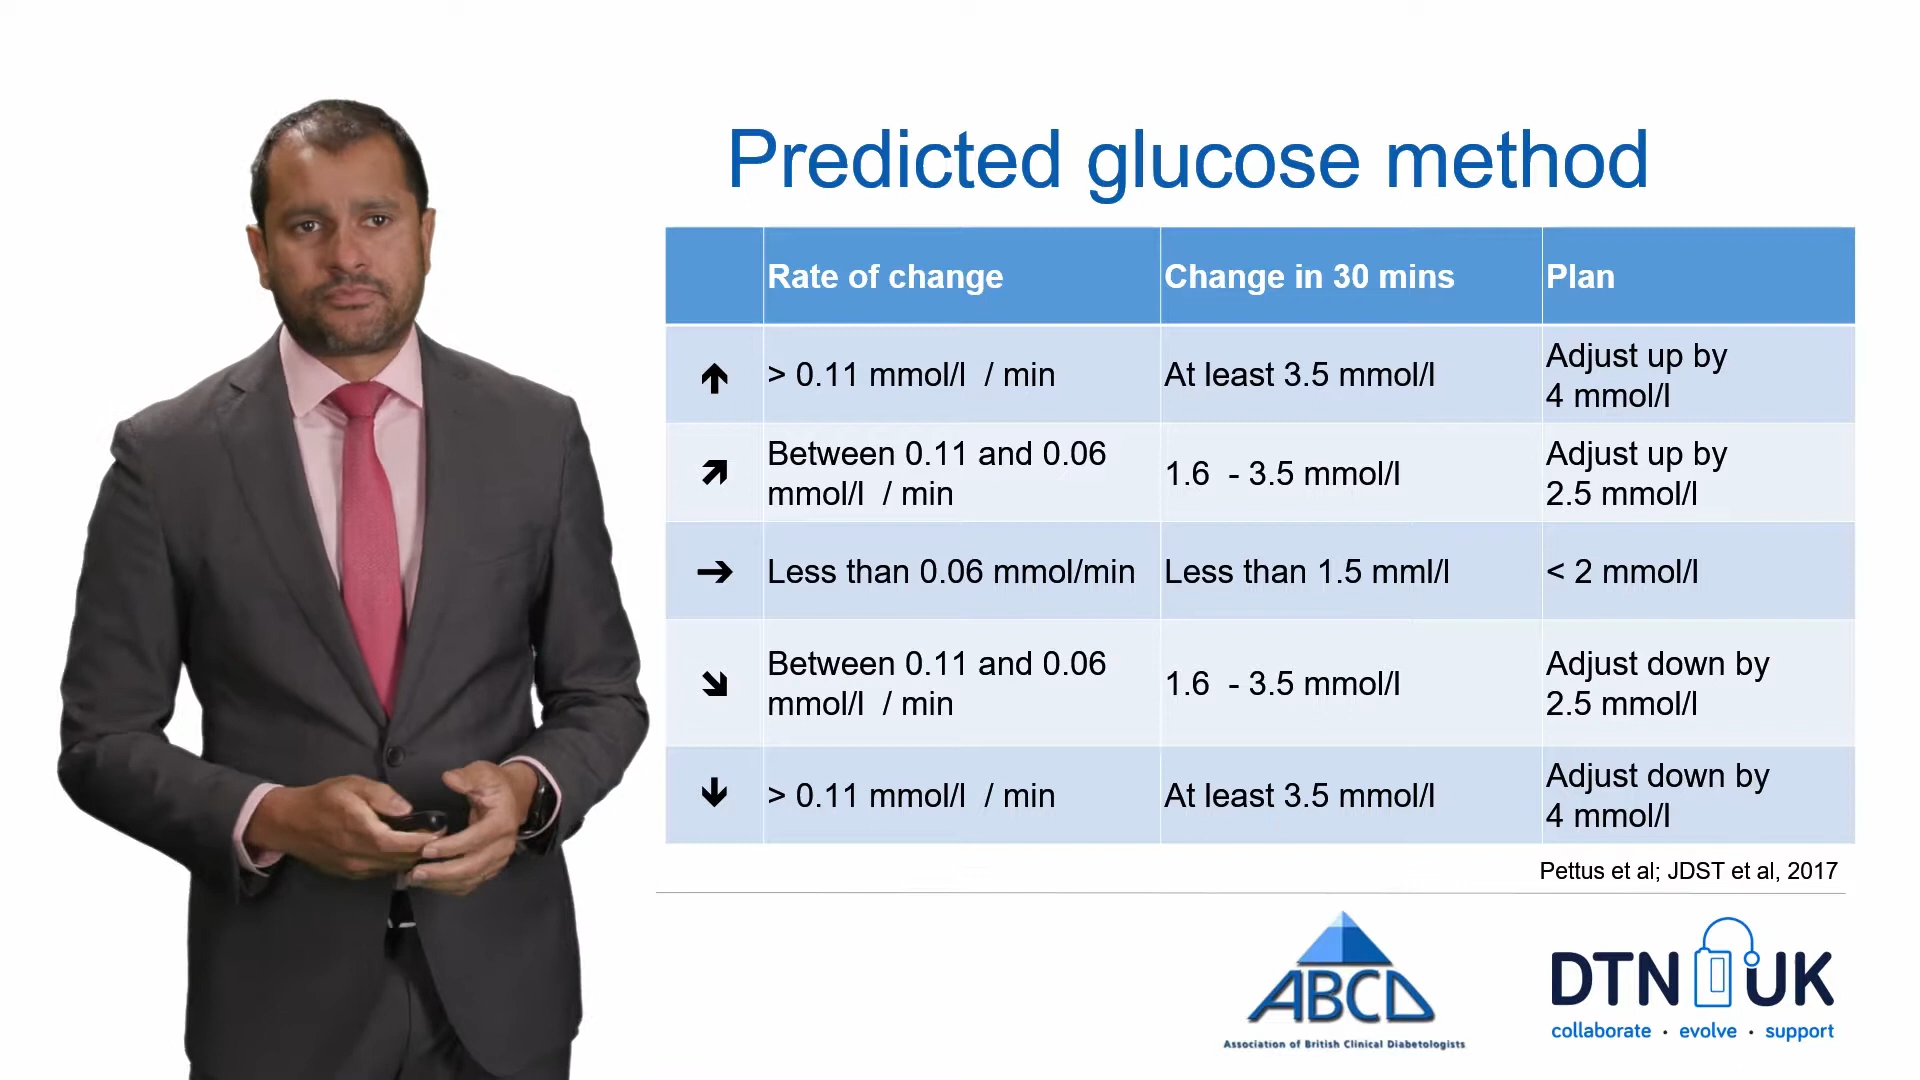 Predicted glucose method
Rate of change
Change in 30 mins
Plan
↑
> 0.11 mmol/l  / min
At least 3.5 mmol/l
Adjust up by
4 mmol/l
↗
Between 0.11 and 0.06
mmol/l  / min
1.6  - 3.5 mmol/l
Adjust up by
2.5 mmol/l
→
Less than 0.06 mmol/min
Less than 1.5 mml/l
< 2 mmol/l
↘
Between 0.11 and 0.06
mmol/l  / min
1.6  - 3.5 mmol/l
Adjust down by
2.5 mmol/l
↓
> 0.11 mmol/l  / min
At least 3.5 mmol/l
Adjust down by
4 mmol/l
Pettus et al; JDST et al, 2017
ABCD
Association of British Clinical Diabetologists
DTN UK
collaborate · evolve · support